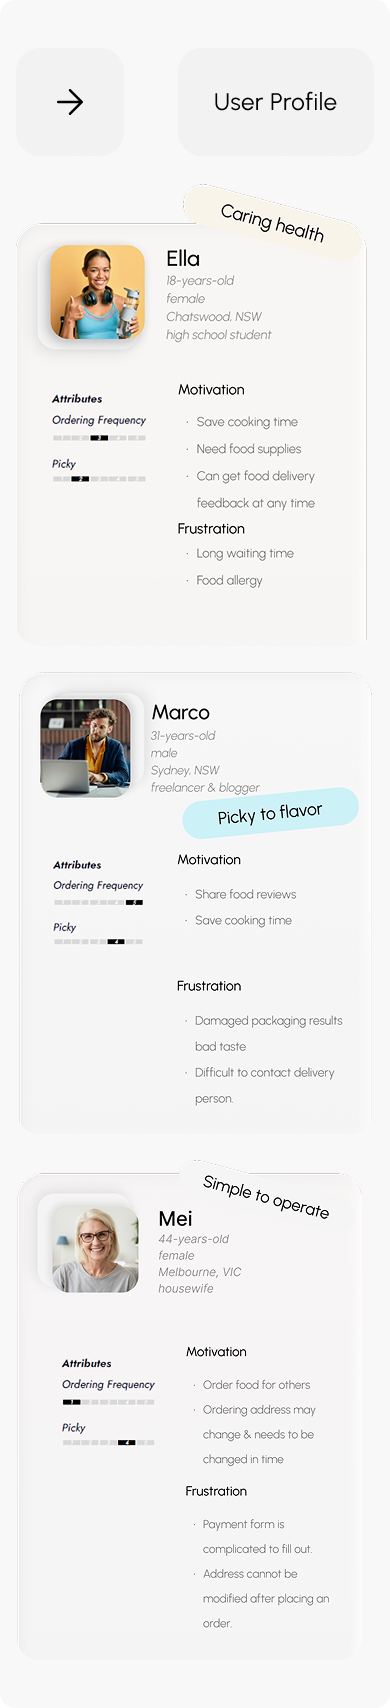 User Profile
Caring health
Ella
18-years-old
female
Chatswood, NSW
high school student
Attributes
Ordering Frequency
3
Picky
2
Motivation
· Save cooking time
· Need food supplies
· Can get food delivery
feedback at any time
Frustration
· Long waiting time
· Food allergy
Marco
31-years-old
male
Sydney, NSW
freelancer & blogger
Picky to flavor
Attributes
Ordering Frequency
5
Picky
4
Motivation
· Share food reviews
· Save cooking time
Frustration
· Damaged packaging results
bad taste
· Difficult to contact delivery
person.
Simple to operate
Mei
44-years-old
female
Melbourne, VIC
housewife
Attributes
Ordering Frequency
1
Picky
4
Motivation
· Order food for others
· Ordering address may
change & needs to be
changed in time
Frustration
· Payment form is
complicated to fill out.
· Address cannot be
modified after placing an
order.